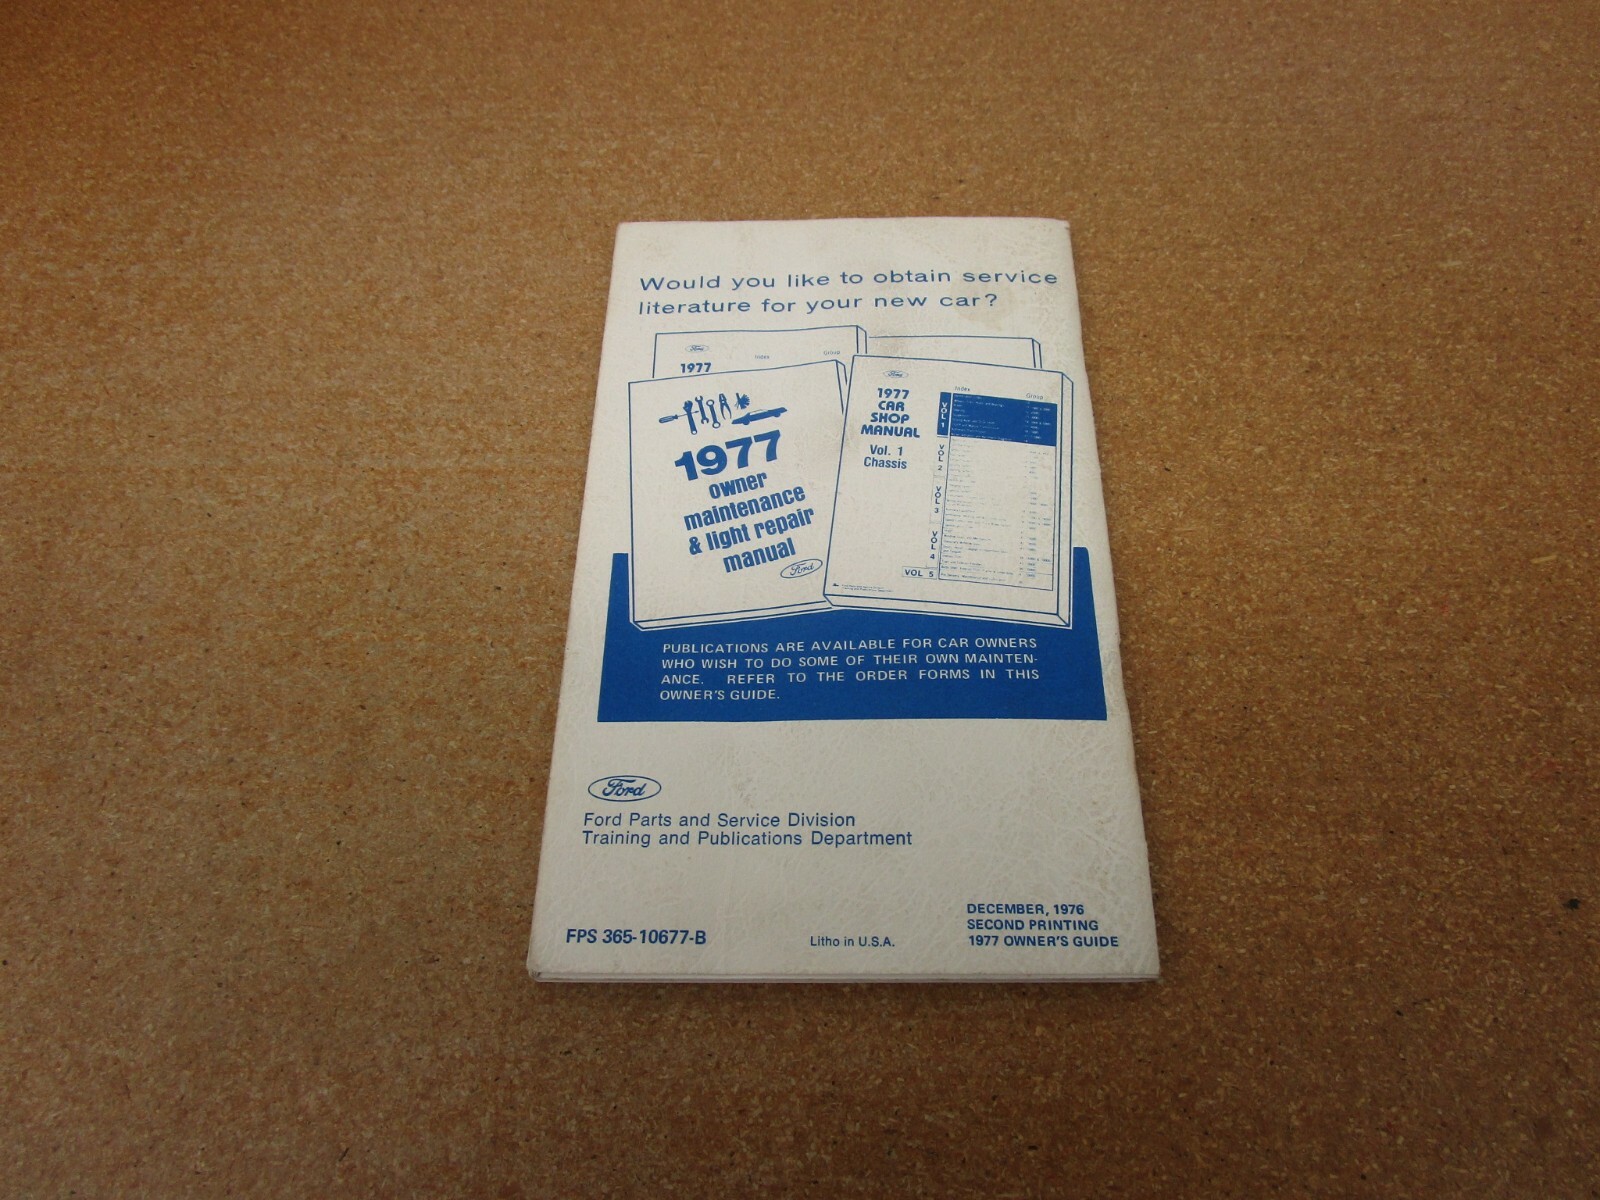 Would you like to obtain service
literature for your new car?
Ford
1977
Index
Group
1977
owner
maintenance
& light repair
manual
Ford
Ford
1977
CAR
SHOP
MANUAL
Vol. 1
Chassis
Index
Group
VOL 1
VOL 2
VOL 3
VOL 4
VOL 5
PUBLICATIONS ARE AVAILABLE FOR CAR OWNERS
WHO WISH TO DO SOME OF THEIR OWN MAINTEN-
ANCE. REFER TO THE ORDER FORMS IN THIS
OWNER'S GUIDE.
Ford
Ford Parts and Service Division
Training and Publications Department
FPS 365-10677-B
Litho in U.S.A.
DECEMBER, 1976
SECOND PRINTING
1977 OWNER'S GUIDE